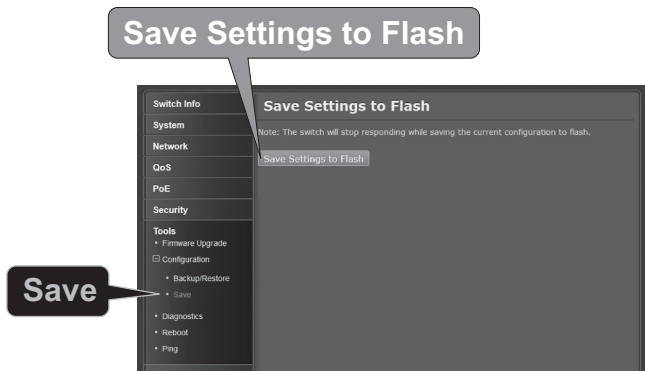 Save Settings to Flash
Switch Info
System
Network
QoS
PoE
Security
Tools
• Firmware Upgrade
Configuration
• Backup/Restore
• Save
• Diagnostics
• Reboot
• Ping
Save Settings to Flash
Note: The switch will stop responding while saving the current configuration to flash.
Save Settings to Flash
Save